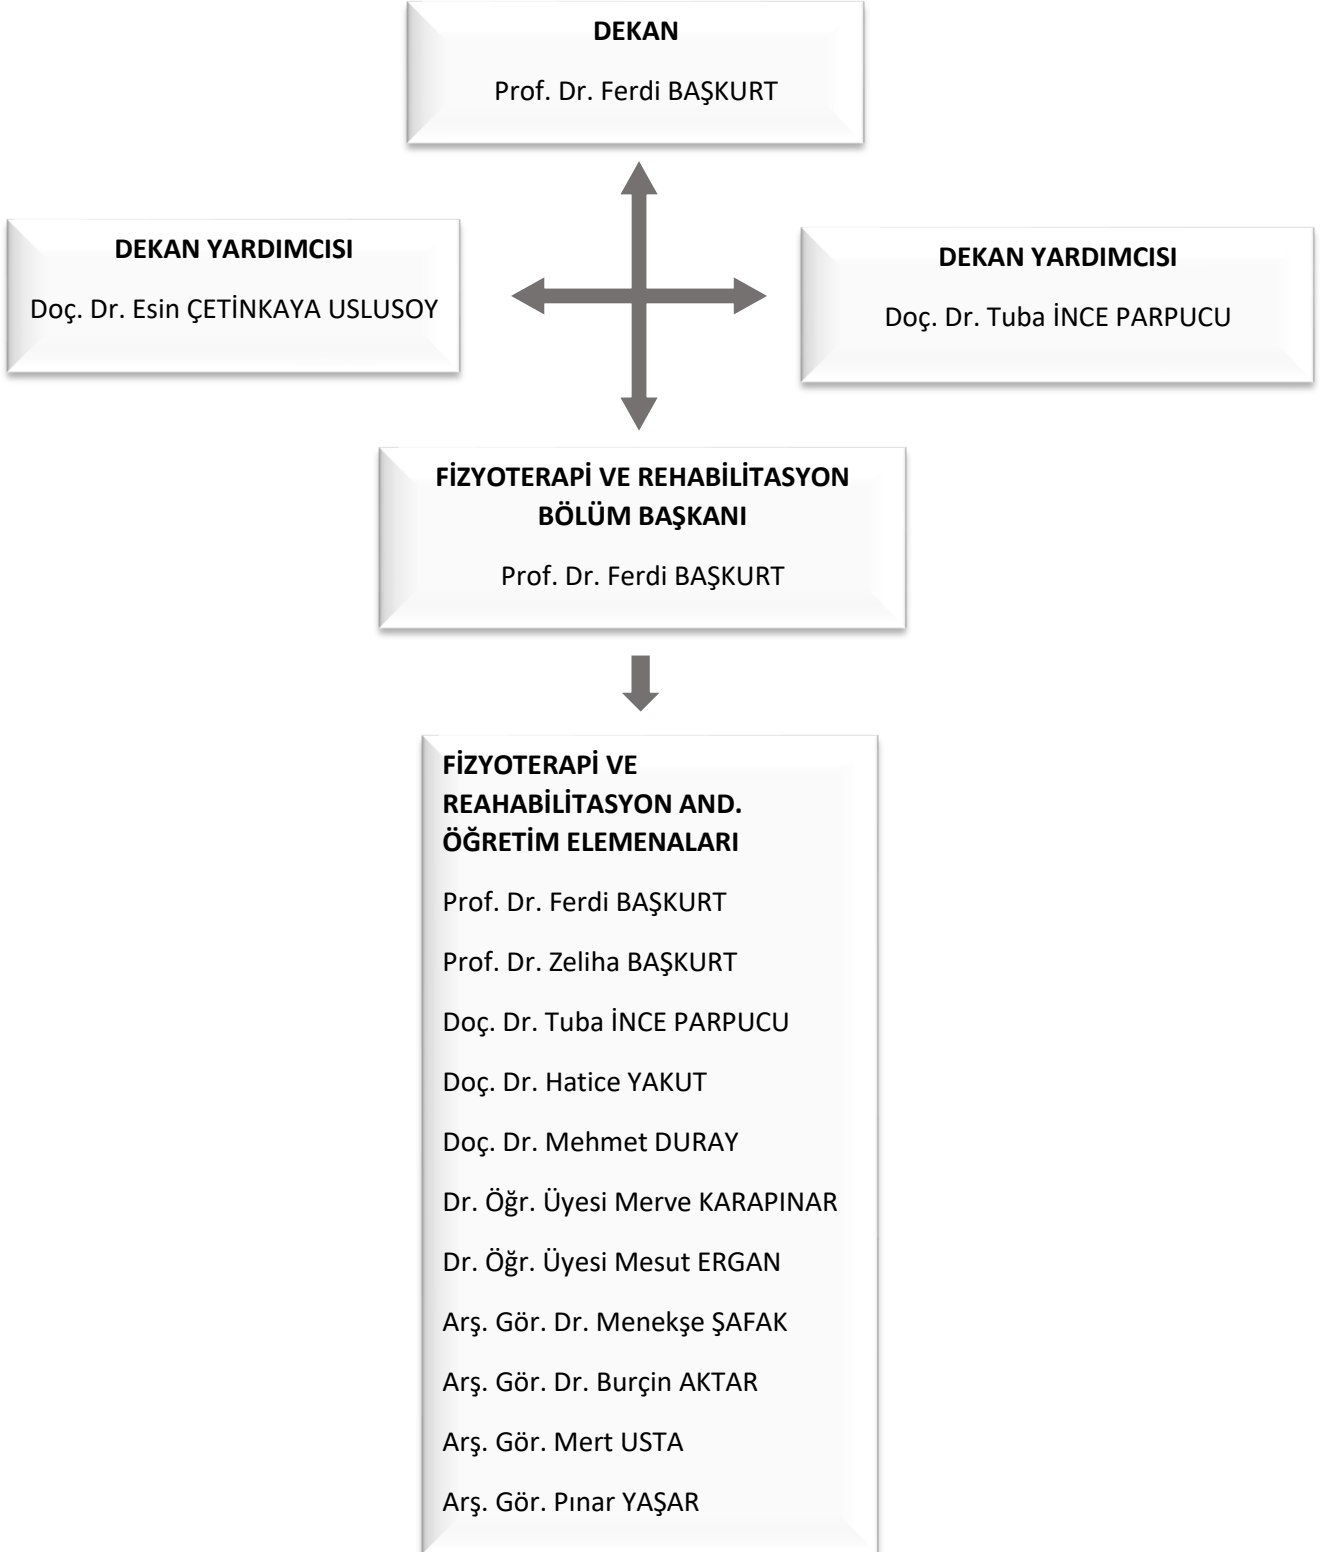 DEKAN
Prof. Dr. Ferdi BAŞKURT
DEKAN YARDIMCISI
Doç. Dr. Esin ÇETİNKAYA USLUSOY
DEKAN YARDIMCISI
Doç. Dr. Tuba İNCE PARPUCU
FİZYOTERAPİ VE REHABİLİTASYON
BÖLÜM BAŞKANI
Prof. Dr. Ferdi BAŞKURT
FİZYOTERAPİ VE
REAHABİLİTASYON AND.
ÖĞRETİM ELEMENALARI
Prof. Dr. Ferdi BAŞKURT
Prof. Dr. Zeliha BAŞKURT
Doç. Dr. Tuba İNCE PARPUCU
Doç. Dr. Hatice YAKUT
Doç. Dr. Mehmet DURAY
Dr. Öğr. Üyesi Merve KARAPINAR
Dr. Öğr. Üyesi Mesut ERGAN
Arş. Gör. Dr. Menekşe ŞAFAK
Arş. Gör. Dr. Burçin AKTAR
Arş. Gör. Mert USTA
Arş. Gör. Pınar YAŞAR